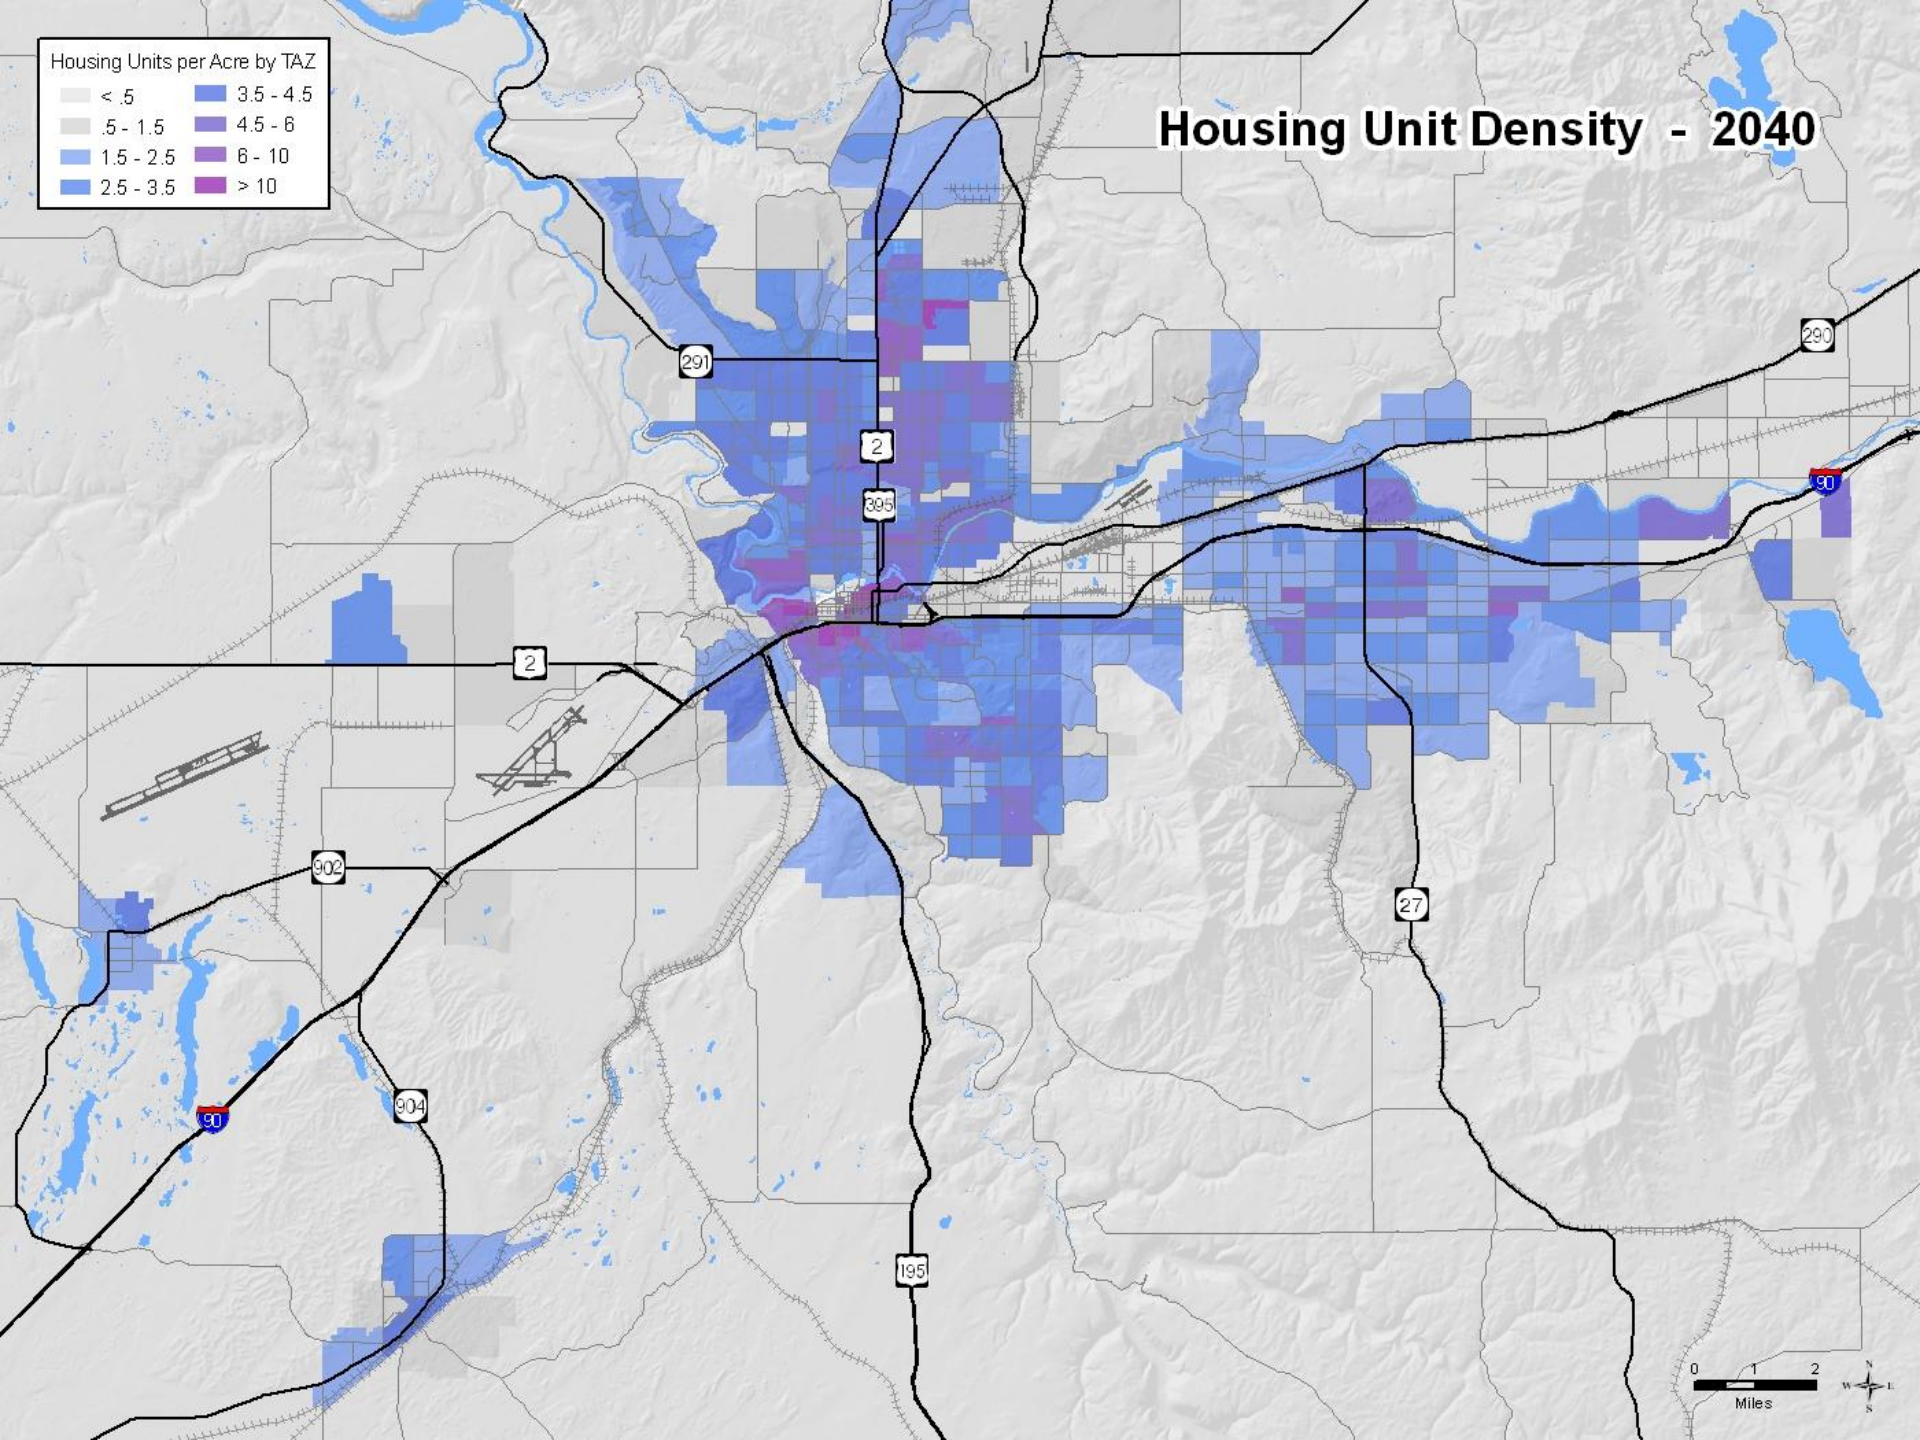 Housing Units per Acre by TAZ
< .5
3.5 - 4.5
.5 - 1.5
4.5 - 6
1.5 - 2.5
6 - 10
2.5 - 3.5
> 10
Housing Unit Density - 2040
290
291
2
90
395
2
902
27
904
90
195
0 1 2
Miles
N
W E
S